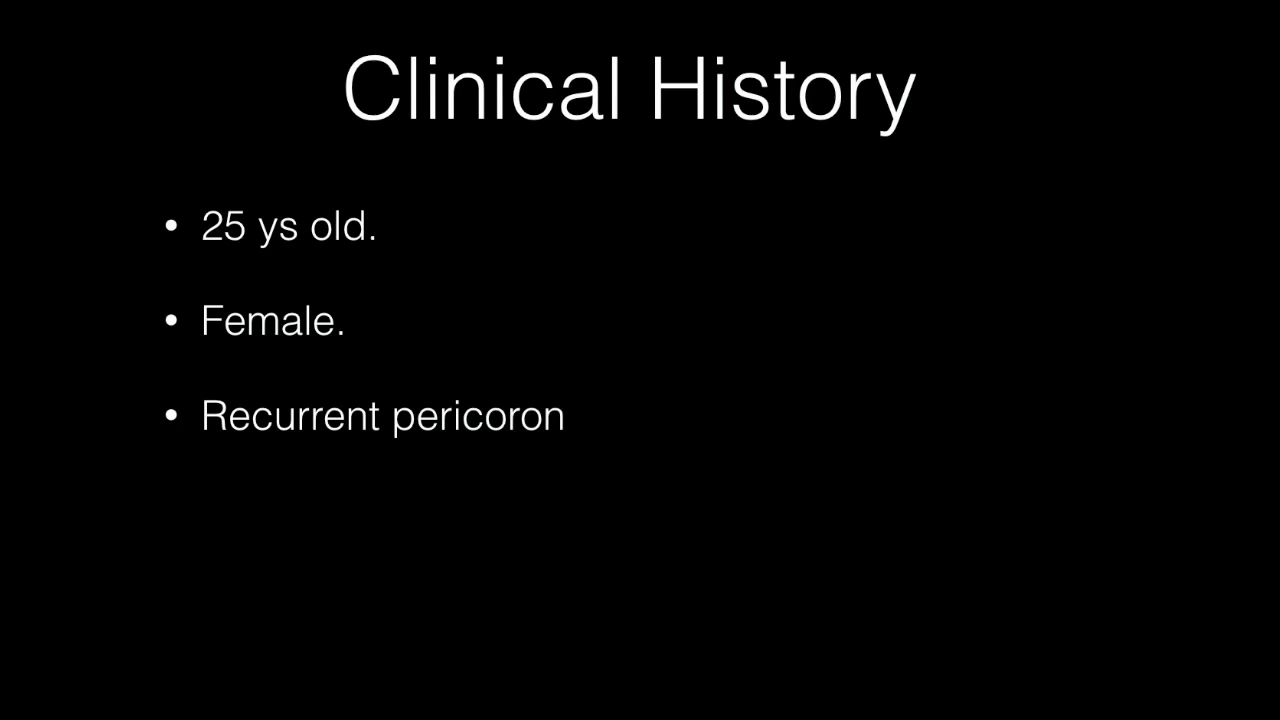 Clinical History
• 25 ys old.
• Female.
• Recurrent pericoron